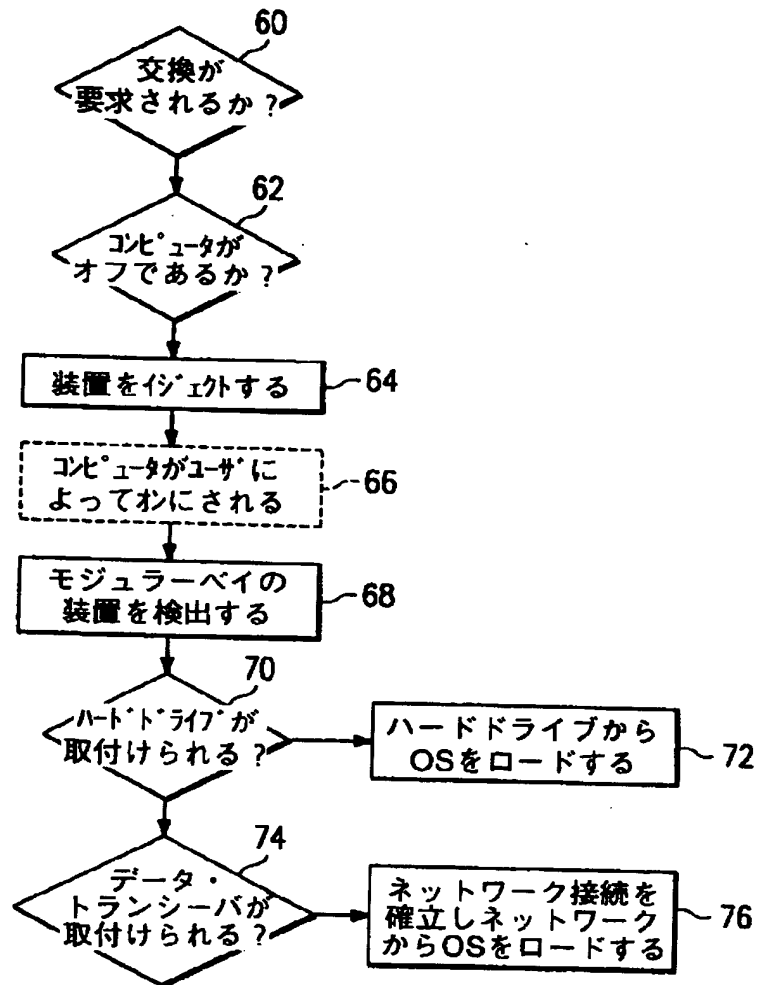 60
交換が
要求されるか?
62
コンピュータが
オフであるか?
装置をイジェクトする
64
コンピュータがユーザに
よってオンにされる
66
モジュラーベイの
装置を検出する
68
70
ハードドライブが
取付けられる?
ハードドライブから
OSをロードする
72
74
データ・
トランシーバが
取付けられる?
ネットワーク接続を
確立しネットワーク
からOSをロードする
76